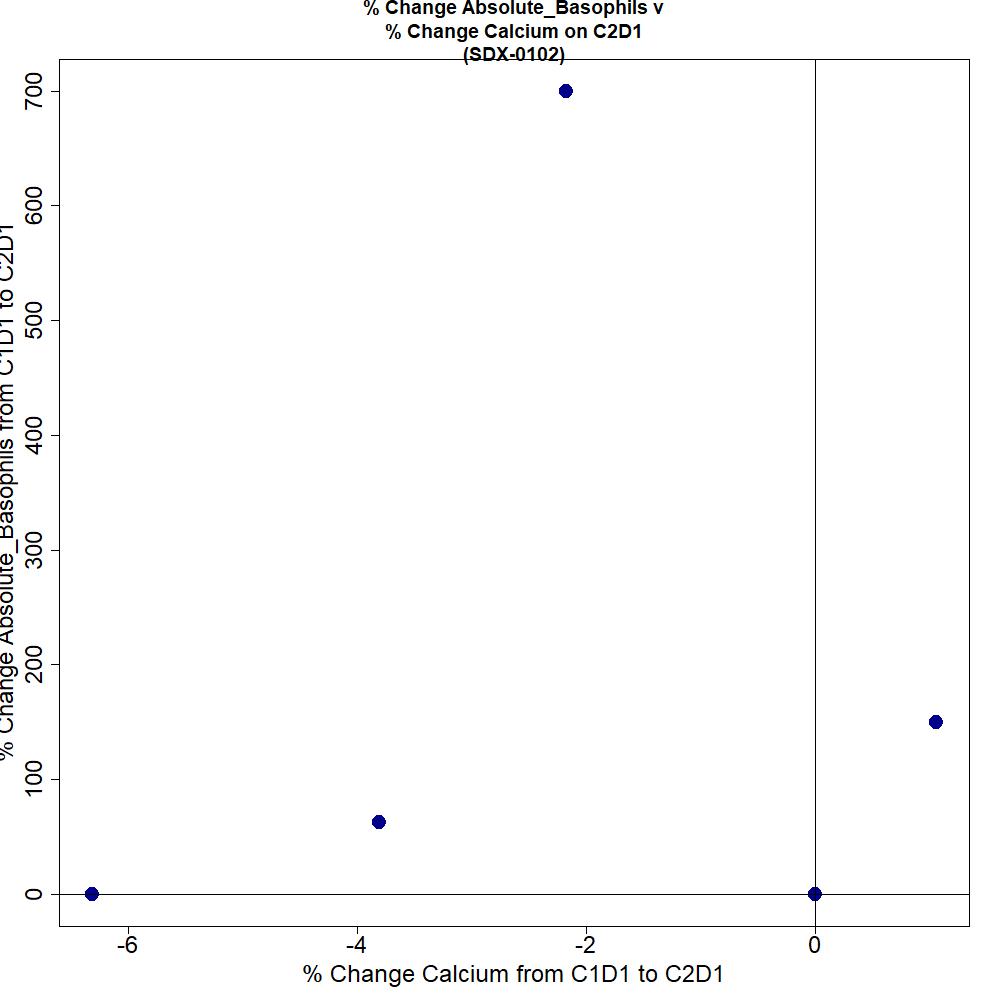 % Change Absolute_Basophils v
% Change Calcium on C2D1
(SDX-0102)
% Change Absolute_Basophils from C1D1 to C2D1
700
600
500
400
300
200
100
0
-6
-4
-2
0
% Change Calcium from C1D1 to C2D1